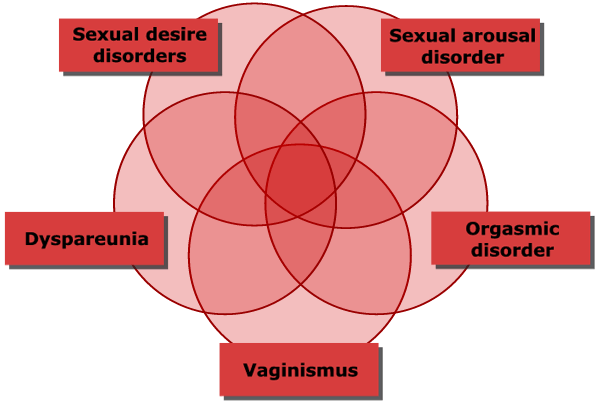 Sexual desire
disorders
Sexual arousal
disorder
Dyspareunia
Orgasmic
disorder
Vaginismus